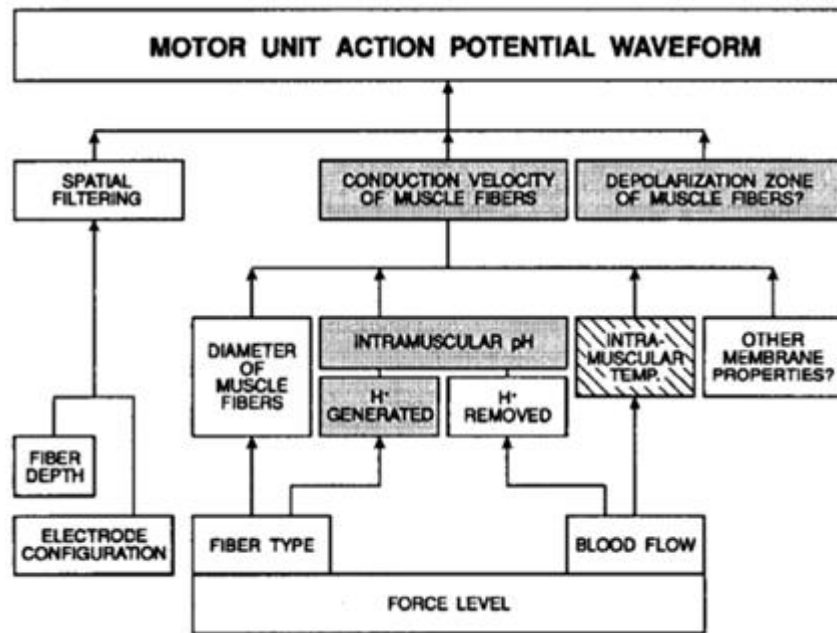 MOTOR UNIT ACTION POTENTIAL WAVEFORM
SPATIAL
FILTERING
CONDUCTION VELOCITY
OF MUSCLE FIBERS
DEPOLARIZATION ZONE
OF MUSCLE FIBERS?
DIAMETER
OF
MUSCLE
FIBERS
INTRAMUSCULAR pH
H+
GENERATED
H+
REMOVED
INTRA-
MUSCULAR
TEMP.
OTHER
MEMBRANE
PROPERTIES?
FIBER
DEPTH
ELECTRODE
CONFIGURATION
FIBER TYPE
BLOOD FLOW
FORCE LEVEL